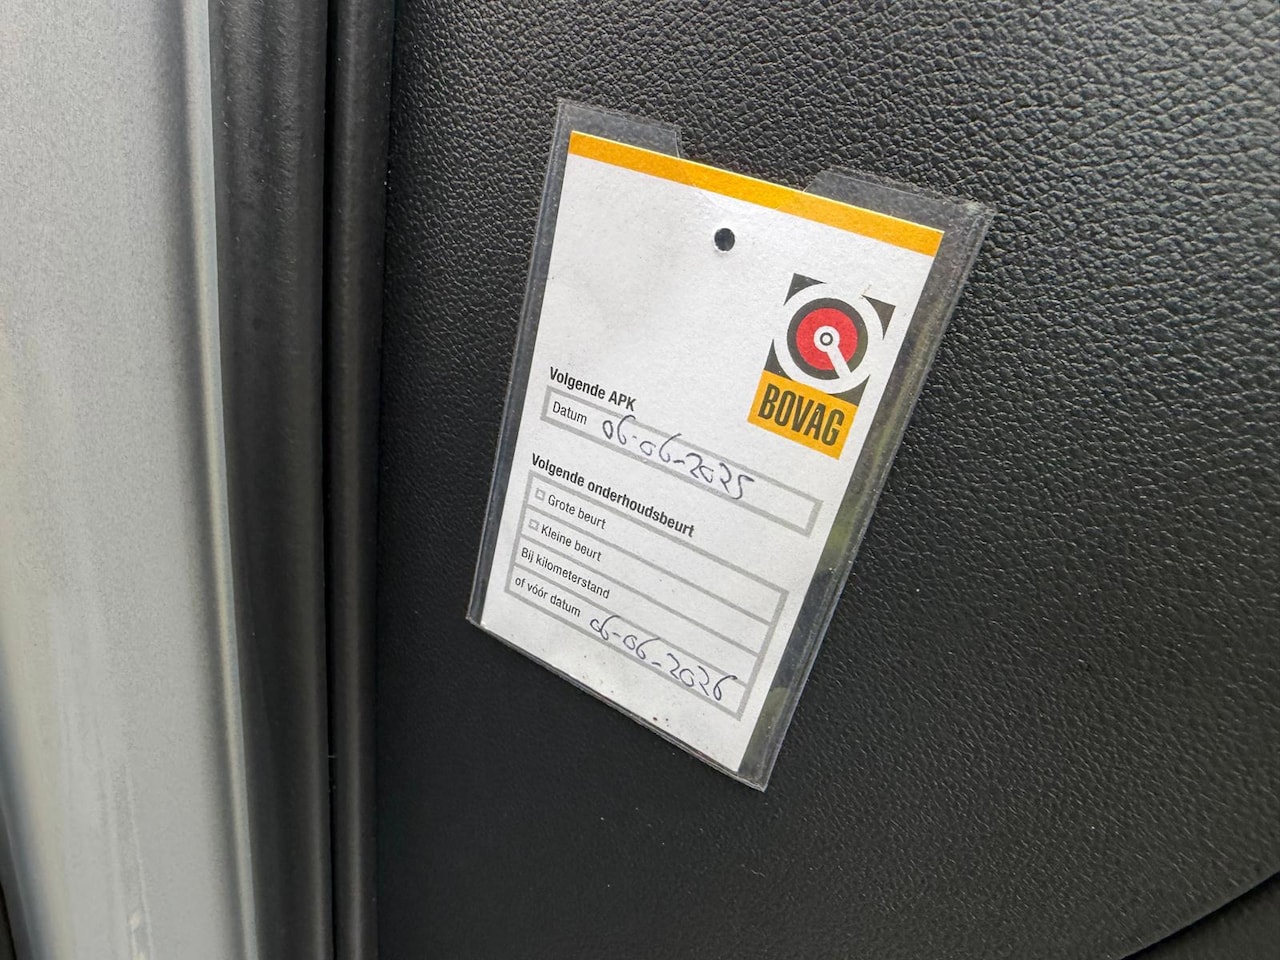 BOVAG
Volgende APK
Datum 06-06-2025
Volgende onderhoudsbeurt
Grote beurt
Kleine beurt
Bij kilometerstand
of vóór datum 06-06-2026